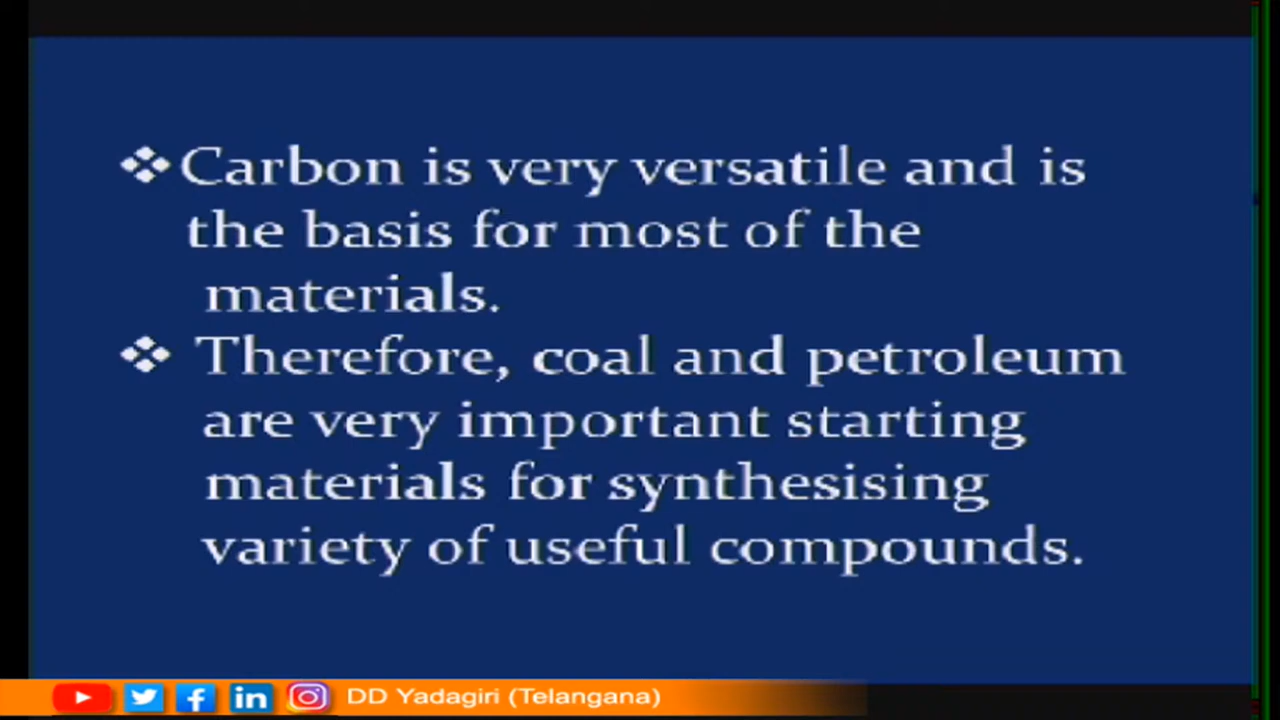 ❖Carbon is very versatile and is
the basis for most of the
materials.
❖ Therefore, coal and petroleum
are very important starting
materials for synthesising
variety of useful compounds.
DD Yadagiri (Telangana)